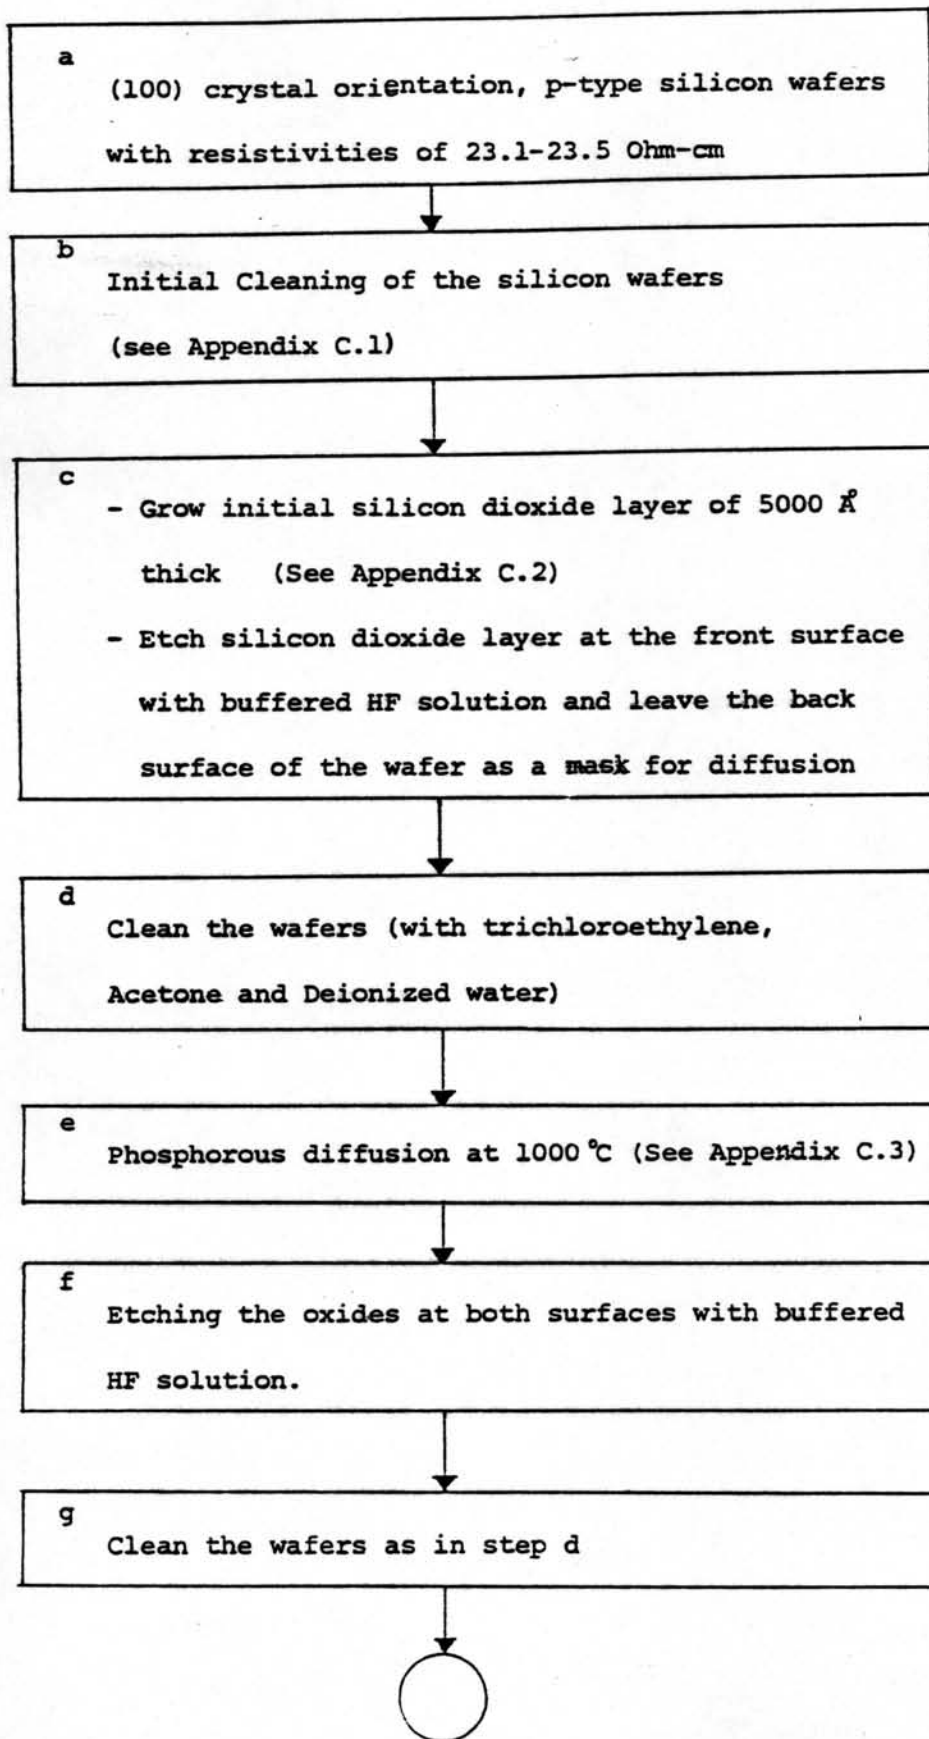 a
(100) crystal orientation, p-type silicon wafers
with resistivities of 23.1-23.5 Ohm-cm
b
Initial Cleaning of the silicon wafers
(see Appendix C.1)
c
- Grow initial silicon dioxide layer of 5000 Å
thick (See Appendix C.2)
- Etch silicon dioxide layer at the front surface
with buffered HF solution and leave the back
surface of the wafer as a mask for diffusion
d
Clean the wafers (with trichloroethylene,
Acetone and Deionized water)
e
Phosphorous diffusion at 1000 °C (See Appendix C.3)
f
Etching the oxides at both surfaces with buffered
HF solution.
g
Clean the wafers as in step d